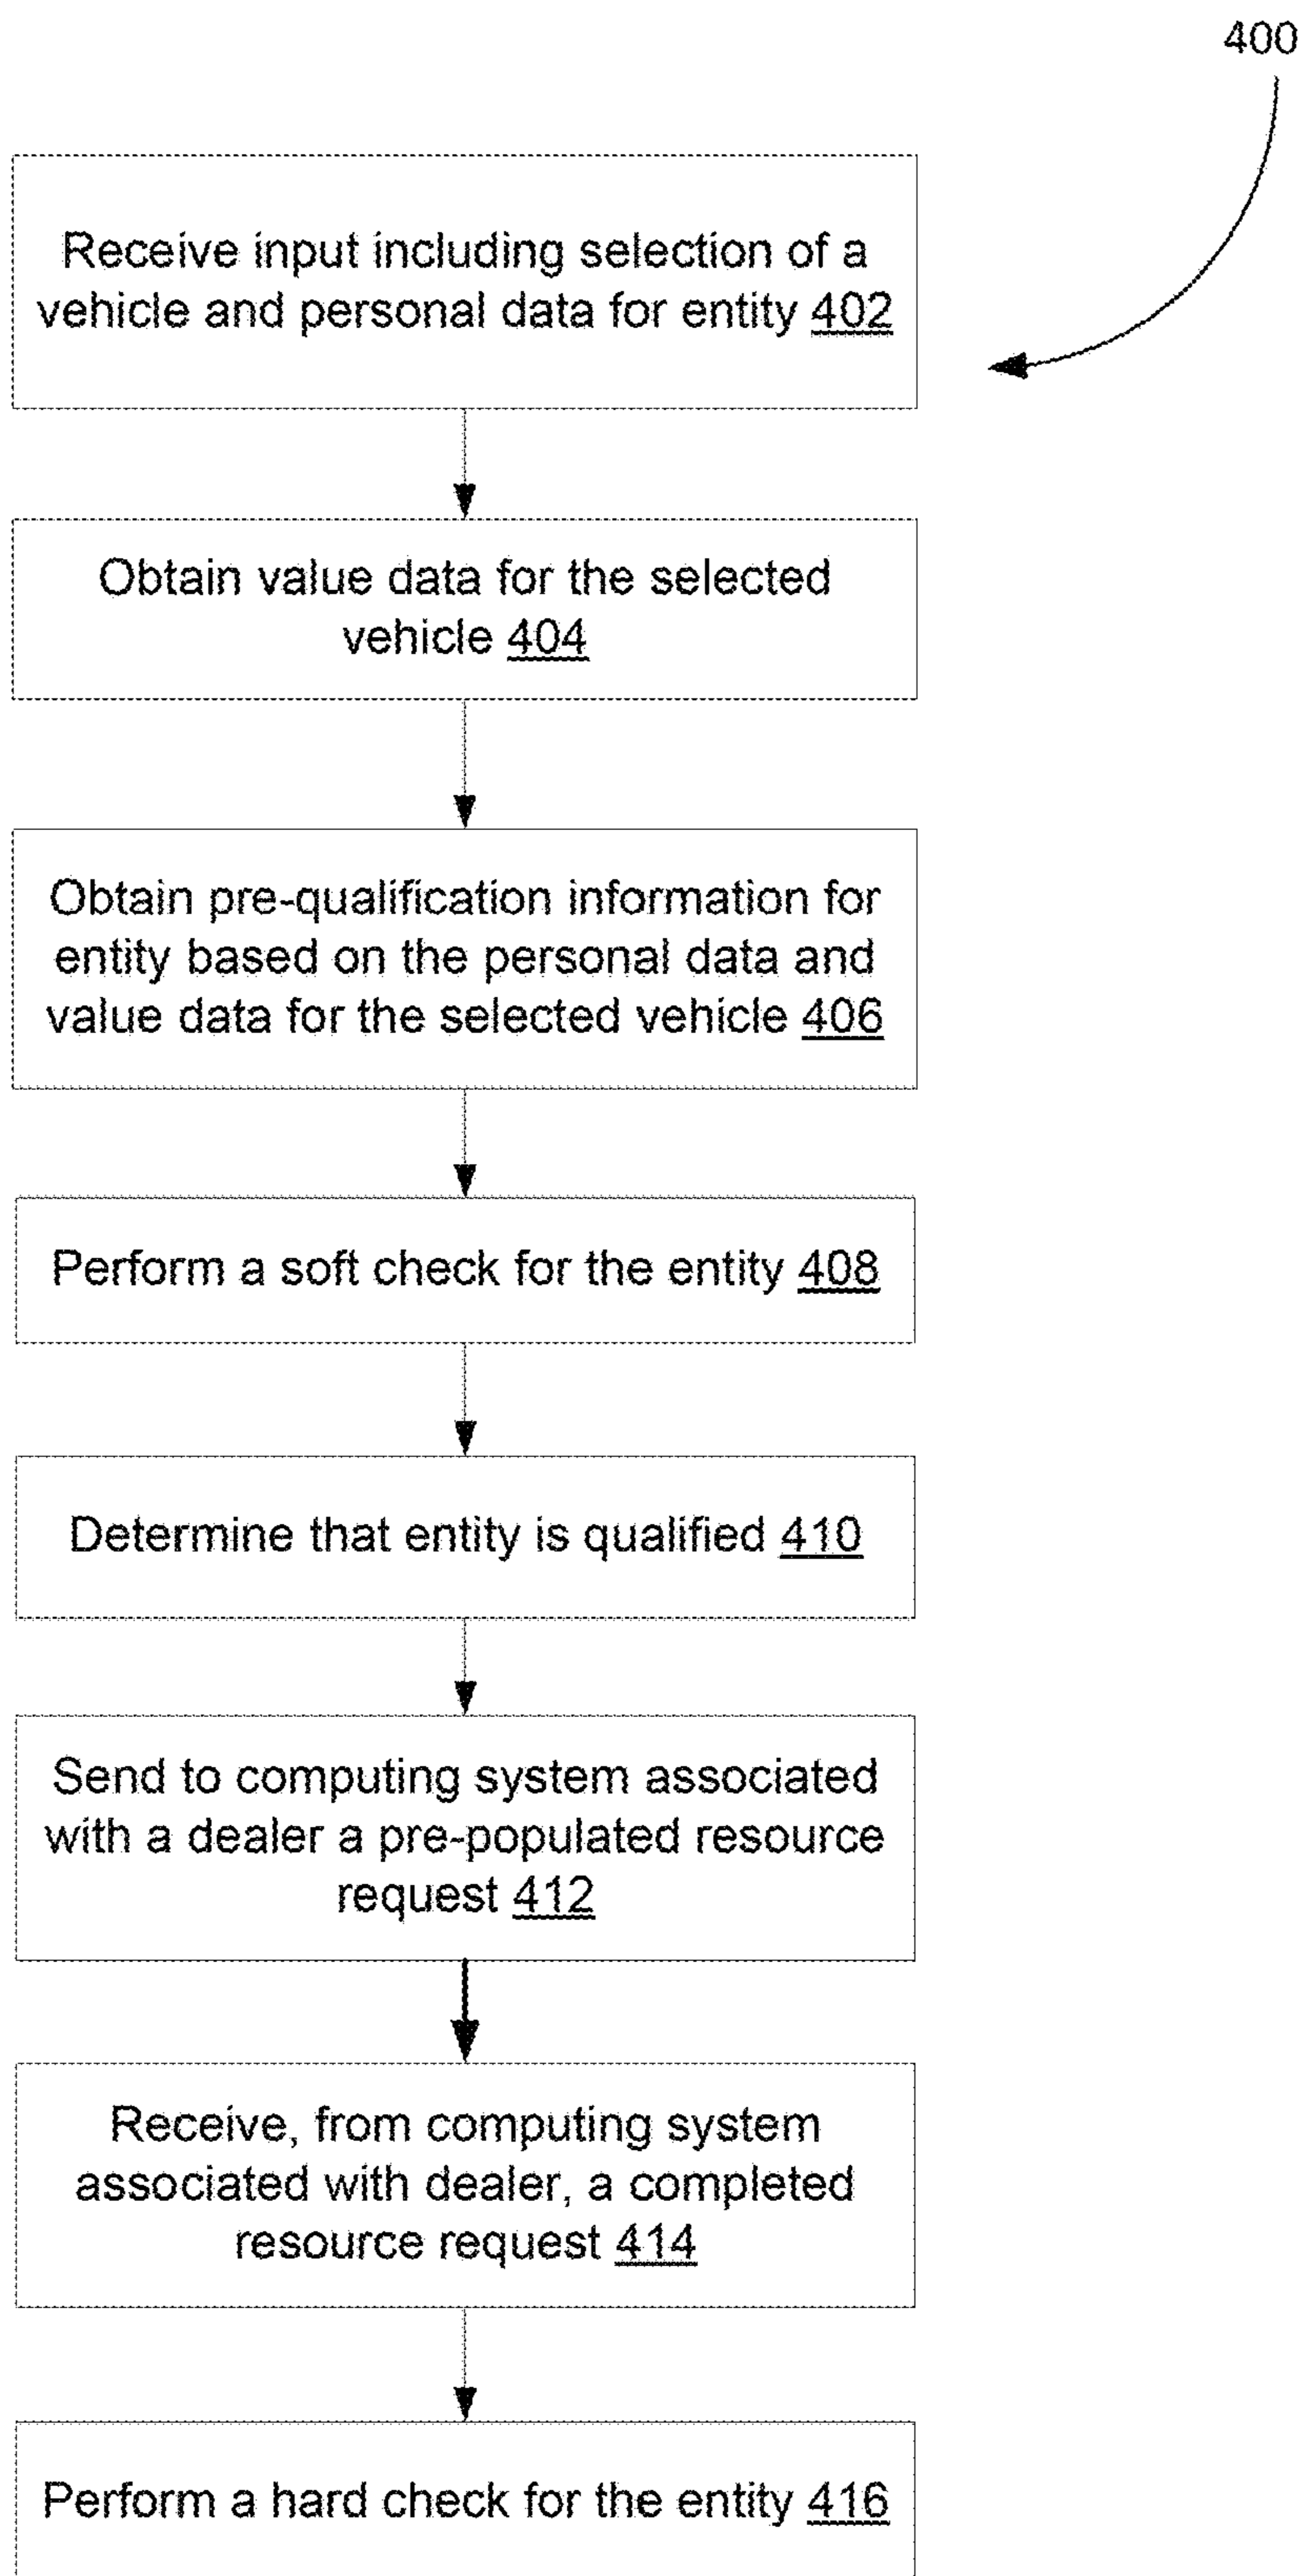 400
Receive input including selection of a
vehicle and personal data for entity 402
Obtain value data for the selected
vehicle 404
Obtain pre-qualification information for
entity based on the personal data and
value data for the selected vehicle 406
Perform a soft check for the entity 408
Determine that entity is qualified 410
Send to computing system associated
with a dealer a pre-populated resource
request 412
Receive, from computing system
associated with dealer, a completed
resource request 414
Perform a hard check for the entity 416